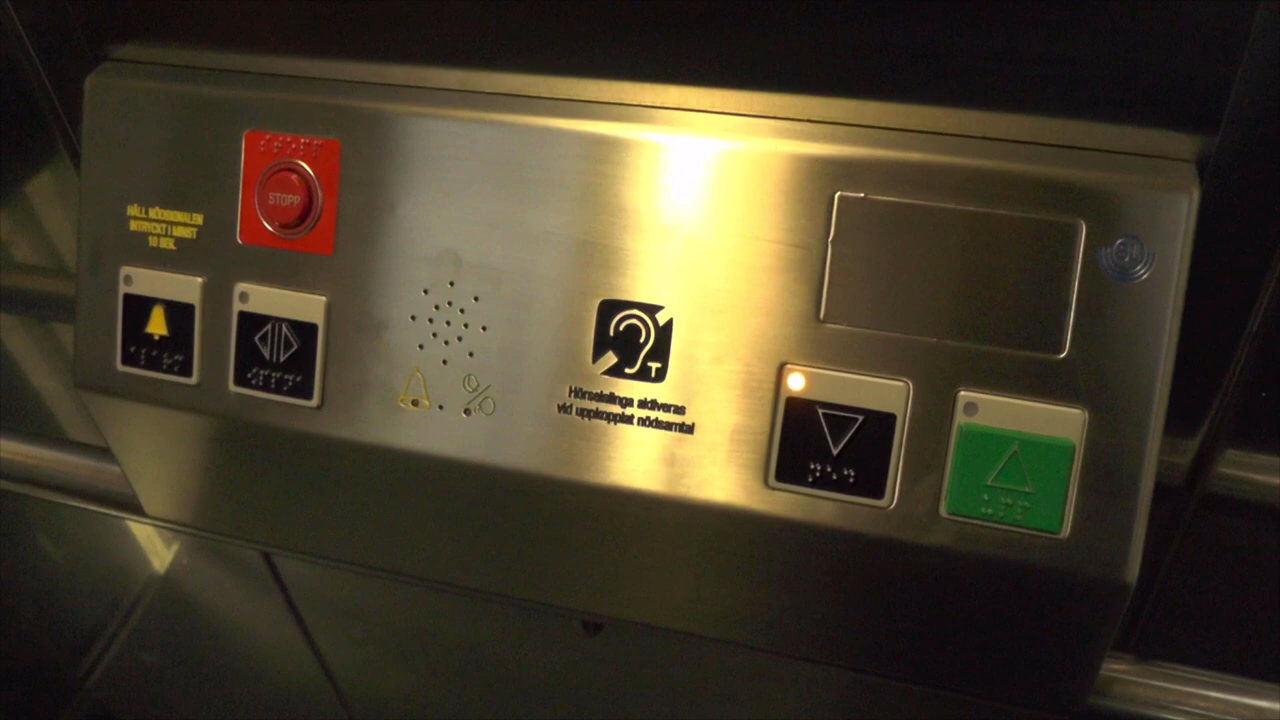 STOPP
HÅLL NÖDSIGNALEN
INTRYCKT I MINST
10 SEK.
T
Hörselslinga aktiveras
vid uppkopplat nödsamtal